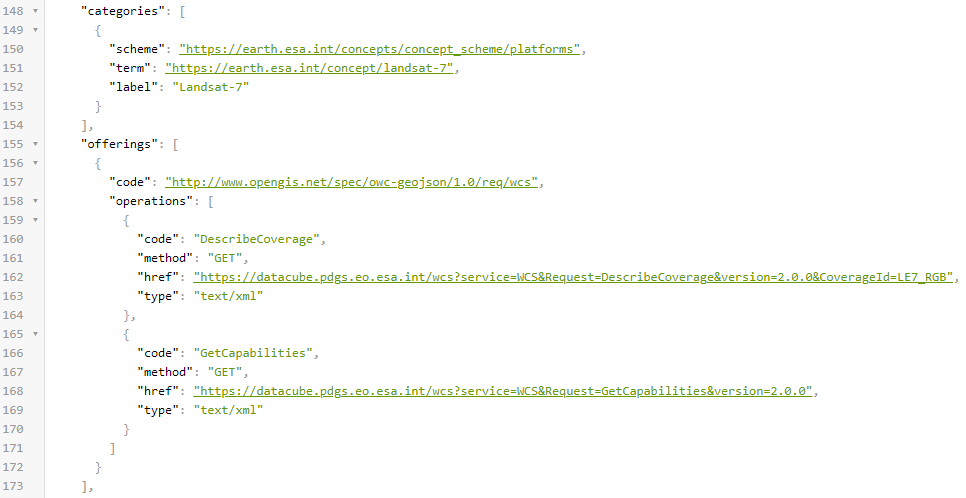 148 ▾ "categories": [
149 ▾ {
150 "scheme": "https://earth.esa.int/concepts/concept_scheme/platforms",
151 "term": "https://earth.esa.int/concept/landsat-7",
152 "label": "Landsat-7"
153 }
154 ],
155 ▾ "offerings": [
156 ▾ {
157 "code": "http://www.opengis.net/spec/owc-geojson/1.0/req/wcs",
158 ▾ "operations": [
159 ▾ {
160 "code": "DescribeCoverage",
161 "method": "GET",
162 "href": "https://datacube.pdgs.eo.esa.int/wcs?service=WCS&Request=DescribeCoverage&version=2.0.0&CoverageId=LE7_RGB",
163 "type": "text/xml"
164 },
165 ▾ {
166 "code": "GetCapabilities",
167 "method": "GET",
168 "href": "https://datacube.pdgs.eo.esa.int/wcs?service=WCS&Request=GetCapabilities&version=2.0.0",
169 "type": "text/xml"
170 }
171 ]
172 }
173 ],